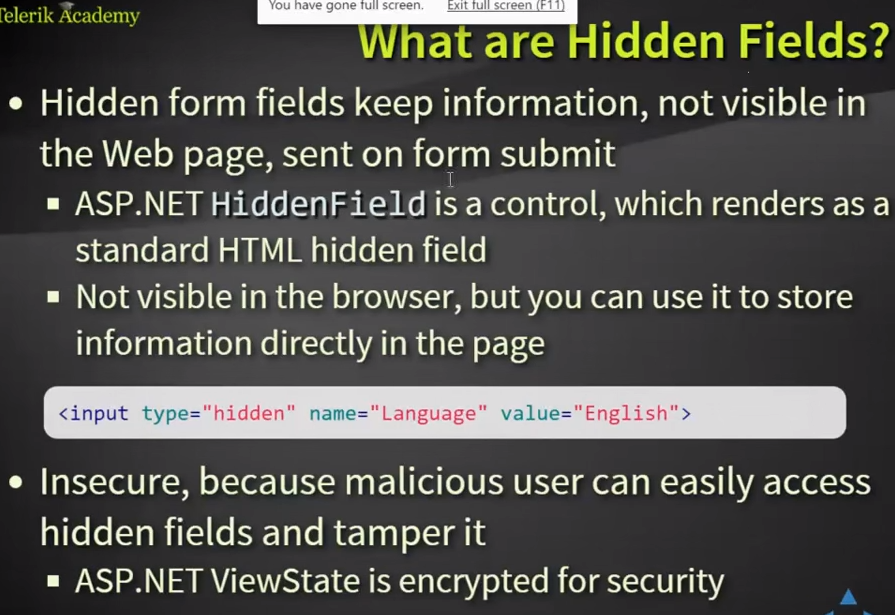 Telerik Academy
You have gone full screen. Exit full screen (F11)
What are Hidden Fields?
• Hidden form fields keep information, not visible in
the Web page, sent on form submit
▪ ASP.NET HiddenField is a control, which renders as a
standard HTML hidden field
▪ Not visible in the browser, but you can use it to store
information directly in the page
<input type="hidden" name="Language" value="English">
• Insecure, because malicious user can easily access
hidden fields and tamper it
▪ ASP.NET ViewState is encrypted for security